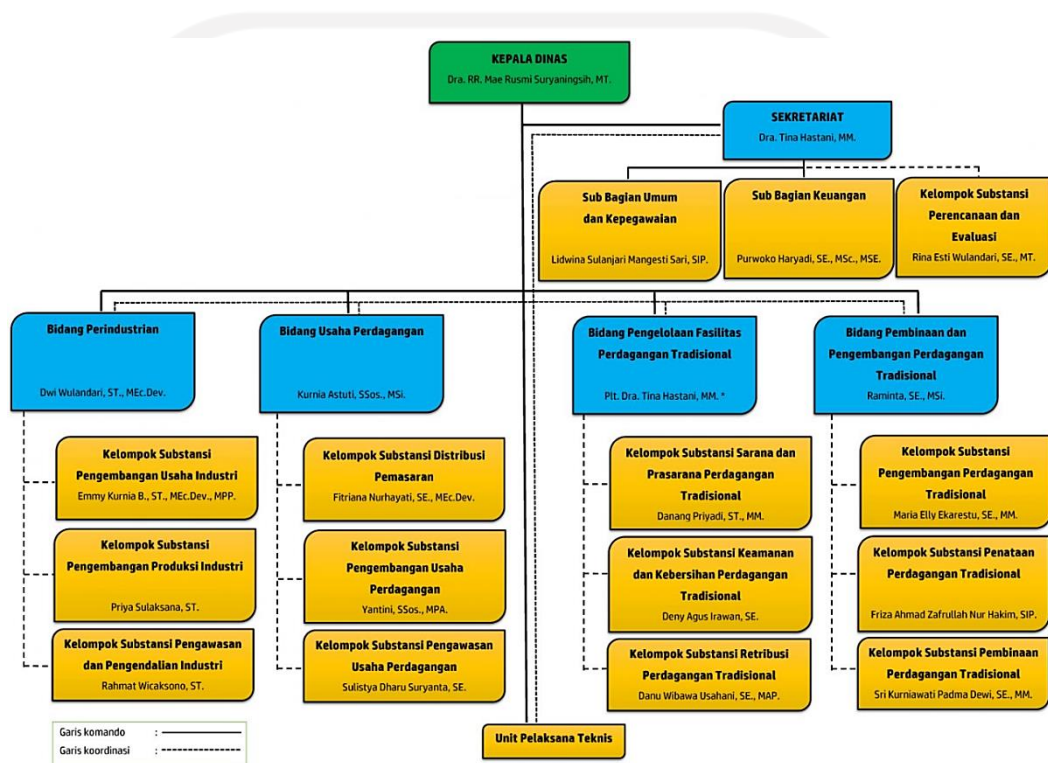 KEPALA DINAS
Dra. RR. Mae Rusmi Suryaningsih, MT.
SEKRETARIAT
Dra. Tina Hastani, MM.
Sub Bagian Umum
dan Kepegawaian
Lidwina Sulanjari Mangesti Sari, SIP.
Sub Bagian Keuangan
Purwoko Haryadi, SE., MSc., MSE.
Kelompok Substansi
Perencanaan dan
Evaluasi
Rina Esti Wulandari, SE., MT.
Bidang Perindustrian
Dwi Wulandari, ST., MEc.Dev.
Bidang Usaha Perdagangan
Kurnia Astuti, SSos., MSi.
Bidang Pengelolaan Fasilitas
Perdagangan Tradisional
Plt. Dra. Tina Hastani, MM. *
Bidang Pembinaan dan
Pengembangan Perdagangan
Tradisional
Raminta, SE., MSi.
Kelompok Substansi
Pengembangan Usaha Industri
Emmy Kurnia B., ST., MEc.Dev., MPP.
Kelompok Substansi
Pengembangan Produksi Industri
Priya Sulaksana, ST.
Kelompok Substansi Pengawasan
dan Pengendalian Industri
Rahmat Wicaksono, ST.
Kelompok Substansi Distribusi
Pemasaran
Fitriana Nurhayati, SE., MEc.Dev.
Kelompok Substansi
Pengembangan Usaha
Perdagangan
Yantini, SSos., MPA.
Kelompok Substansi Pengawasan
Usaha Perdagangan
Sulistya Dharu Suryanta, SE.
Kelompok Substansi Sarana dan
Prasarana Perdagangan
Tradisional
Danang Priyadi, ST., MM.
Kelompok Substansi Keamanan
dan Kebersihan Perdagangan
Tradisional
Deny Agus Irawan, SE.
Kelompok Substansi Retribusi
Perdagangan Tradisional
Danu Wibawa Usahani, SE., MAP.
Kelompok Substansi
Pengembangan Perdagangan
Tradisional
Maria Elly Ekarestu, SE., MM.
Kelompok Substansi Penataan
Perdagangan Tradisional
Friza Ahmad Zafrullah Nur Hakim, SIP.
Kelompok Substansi Pembinaan
Perdagangan Tradisional
Sri Kurniawati Padma Dewi, SE., MM.
Unit Pelaksana Teknis
Garis komando :
Garis koordinasi :